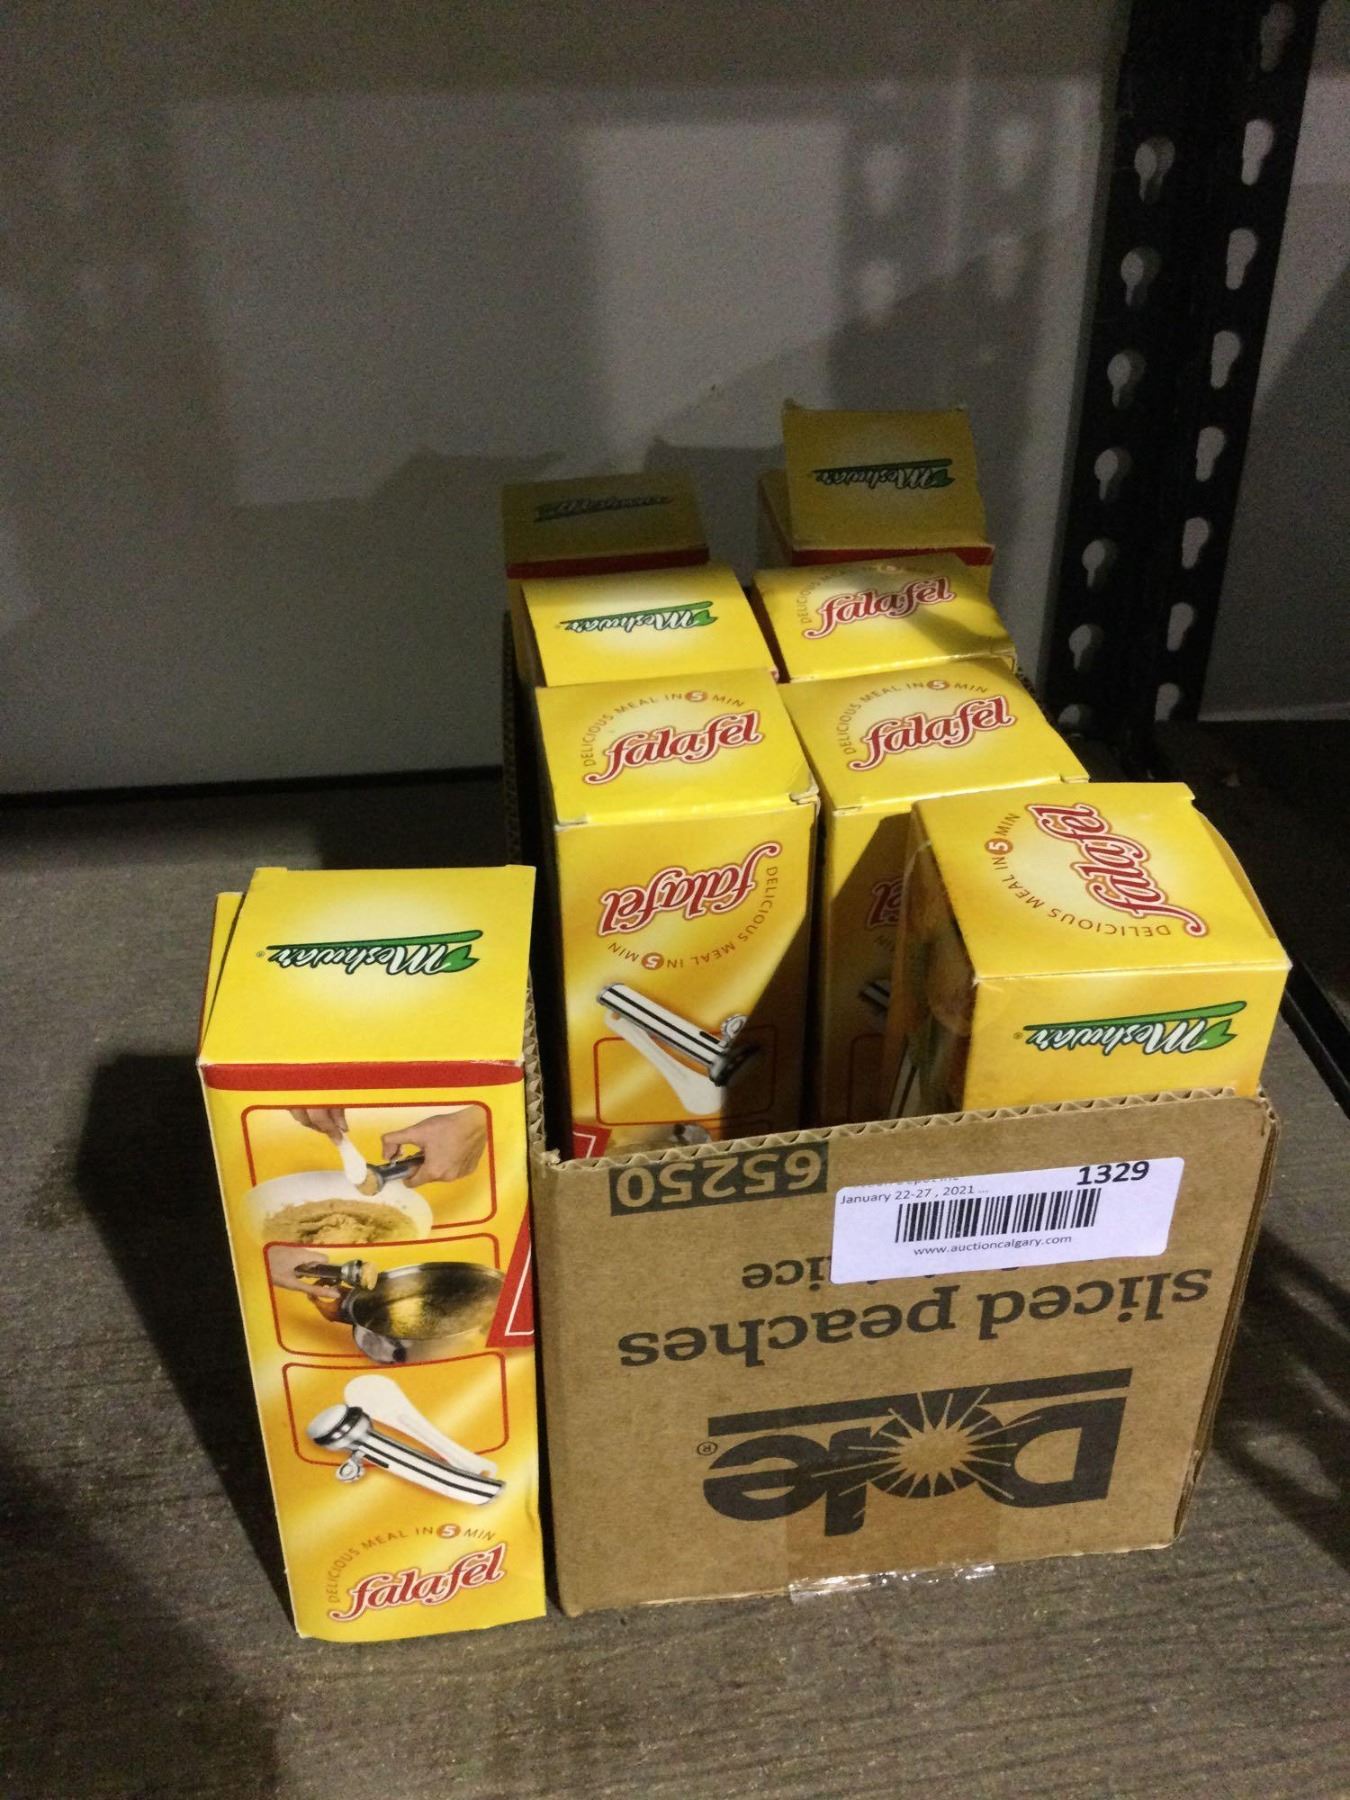 Meshwar
Meshwar
Meshwar
falafel
DELICIOUS MEAL IN 5 MIN
falafel
DELICIOUS MEAL IN 5 MIN
falafel
DELICIOUS MEAL IN 5 MIN
falafel
DELICIOUS MEAL IN 5 MIN
falafel
Meshwar®
Meshwar®
DELICIOUS MEAL IN 5 MIN
falafel
65250
1329
January 22-27, 2021 ...
www.auctioncalgary.com
sliced peaches
Dole®